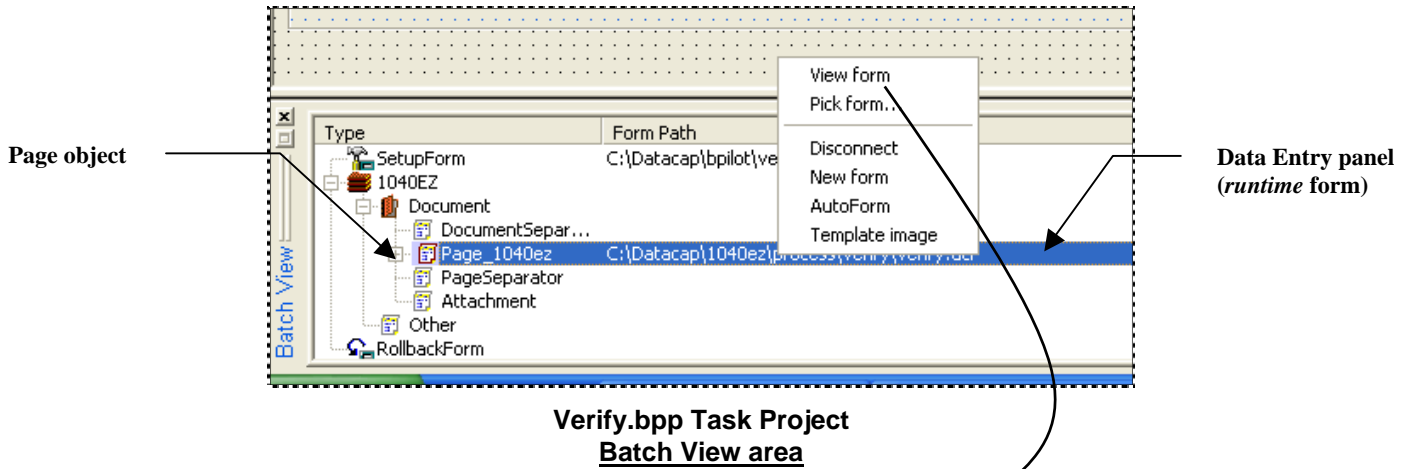 View form
Pick form...
Type Form Path
Disconnect
SetupForm C:\Datacap\bpilot\ve
New form
1040EZ
AutoForm
Document
Template image
DocumentSepar...
Page_1040ez C:\Datacap\1040ez\process\verify\verify.dcf
PageSeparator
Attachment
Other
RollbackForm
Batch View
Page object
Data Entry panel
(runtime form)
Verify.bpp Task Project
Batch View area